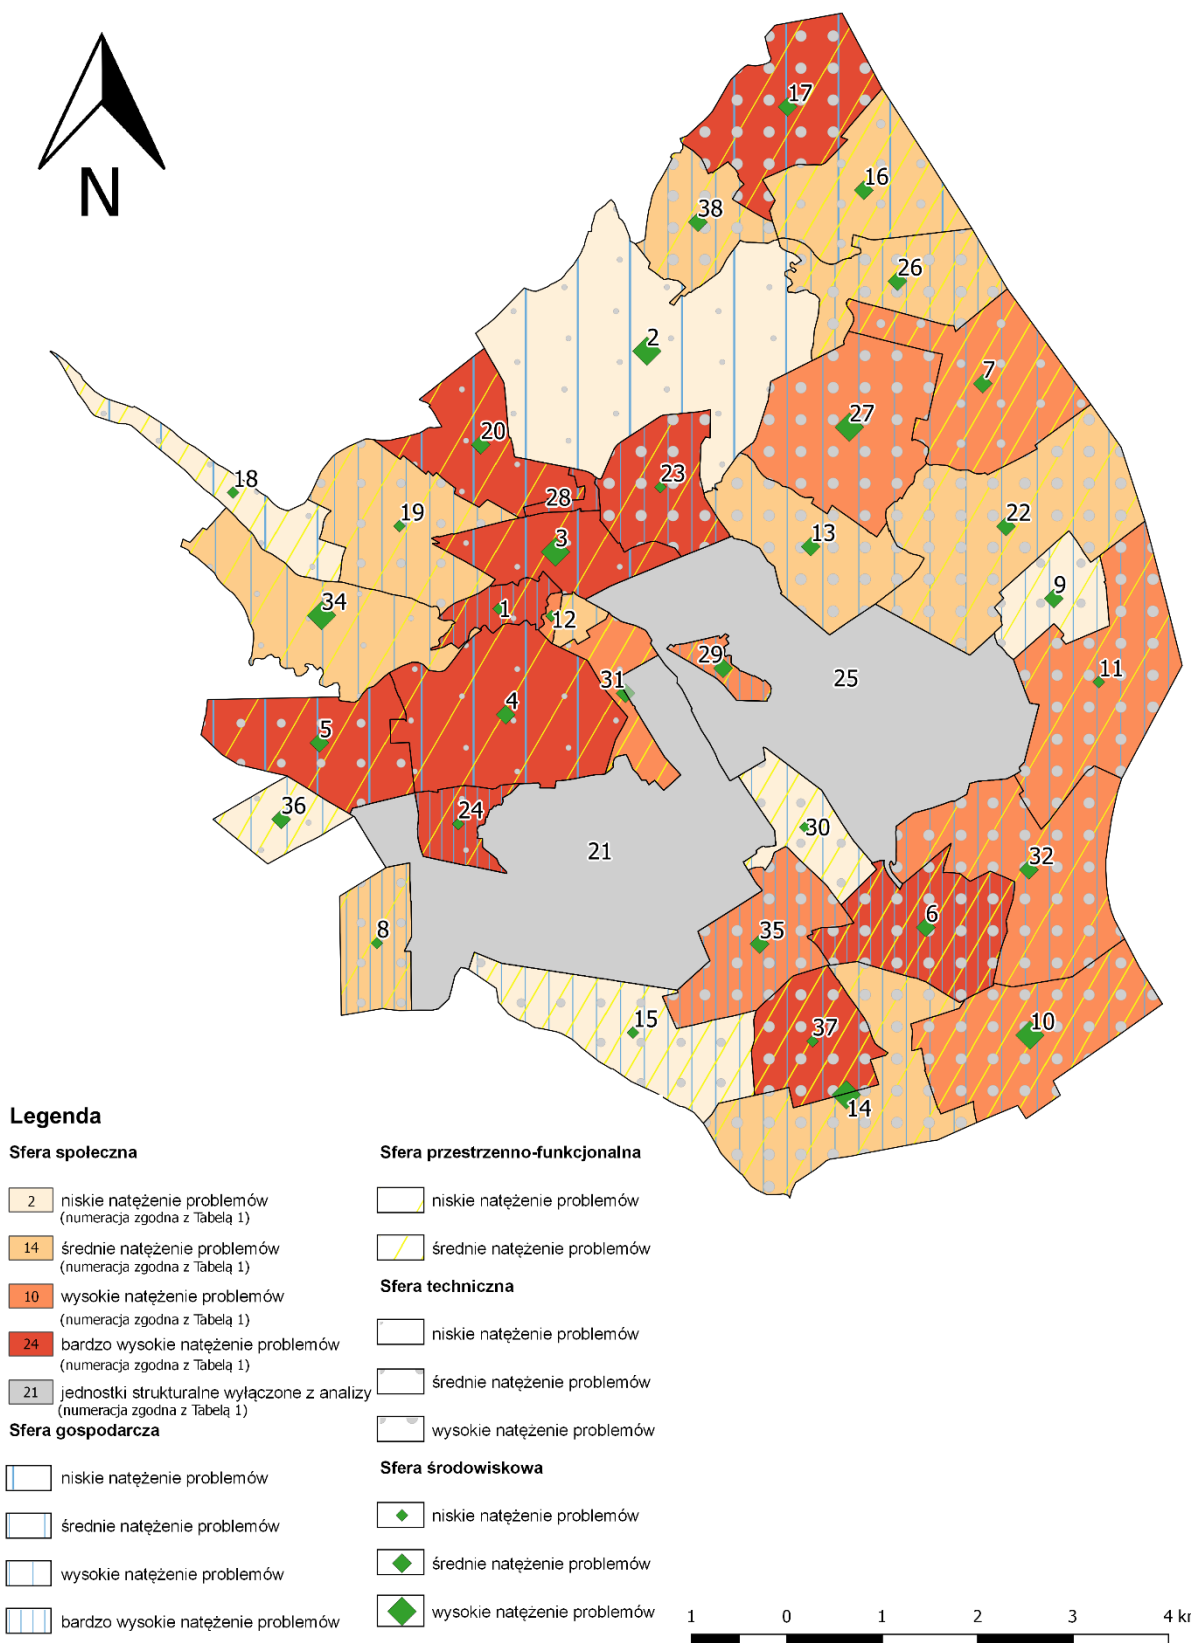 N
17
16
38
26
2
7
27
20
23
18
28
19
22
13
3
9
34
1
12
29
11
31
25
4
5
36
24
30
21
32
6
8
35
15
37
10
14
Legenda
Sfera społeczna
2 niskie natężenie problemów
(numeracja zgodna z Tabelą 1)
14 średnie natężenie problemów
(numeracja zgodna z Tabelą 1)
10 wysokie natężenie problemów
(numeracja zgodna z Tabelą 1)
24 bardzo wysokie natężenie problemów
(numeracja zgodna z Tabelą 1)
21 jednostki strukturalne wyłączone z analizy
(numeracja zgodna z Tabelą 1)
Sfera gospodarcza
niskie natężenie problemów
średnie natężenie problemów
wysokie natężenie problemów
bardzo wysokie natężenie problemów
Sfera przestrzenno-funkcjonalna
niskie natężenie problemów
średnie natężenie problemów
Sfera techniczna
niskie natężenie problemów
średnie natężenie problemów
wysokie natężenie problemów
Sfera środowiskowa
niskie natężenie problemów
średnie natężenie problemów
wysokie natężenie problemów
1 0 1 2 3 4